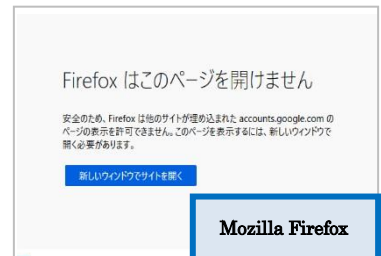 Firefox はこのページを開けません
安全のため、Firefox は他のサイトが埋め込まれた accounts.google.com の
ページの表示を許可できません。このページを表示するには、新しいウィンドウで
開く必要があります。
新しいウィンドウでサイトを開く
Mozilla Firefox